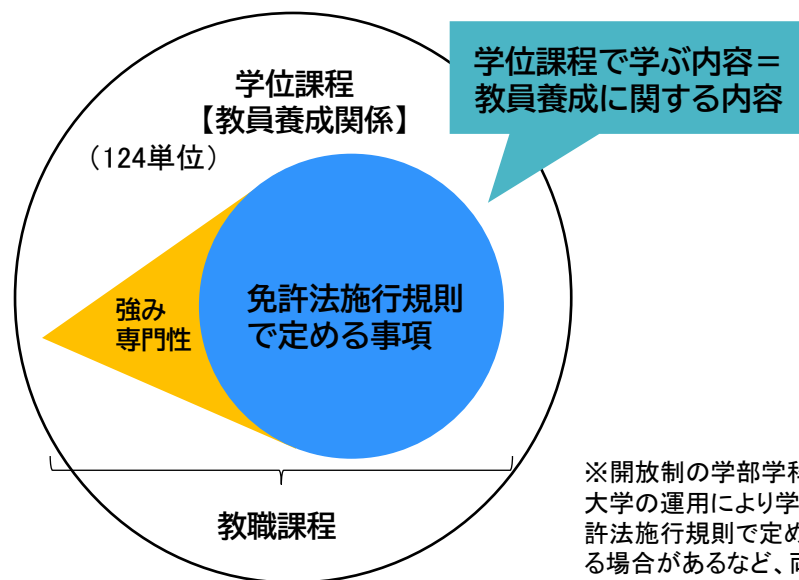 学位課程で学ぶ内容＝
教員養成に関する内容
学位課程
【教員養成関係】
（124単位）
強み
専門性
免許法施行規則
で定める事項
教職課程
※開放制の学部学科
大学の運用により学
許法施行規則で定め
る場合があるなど、両